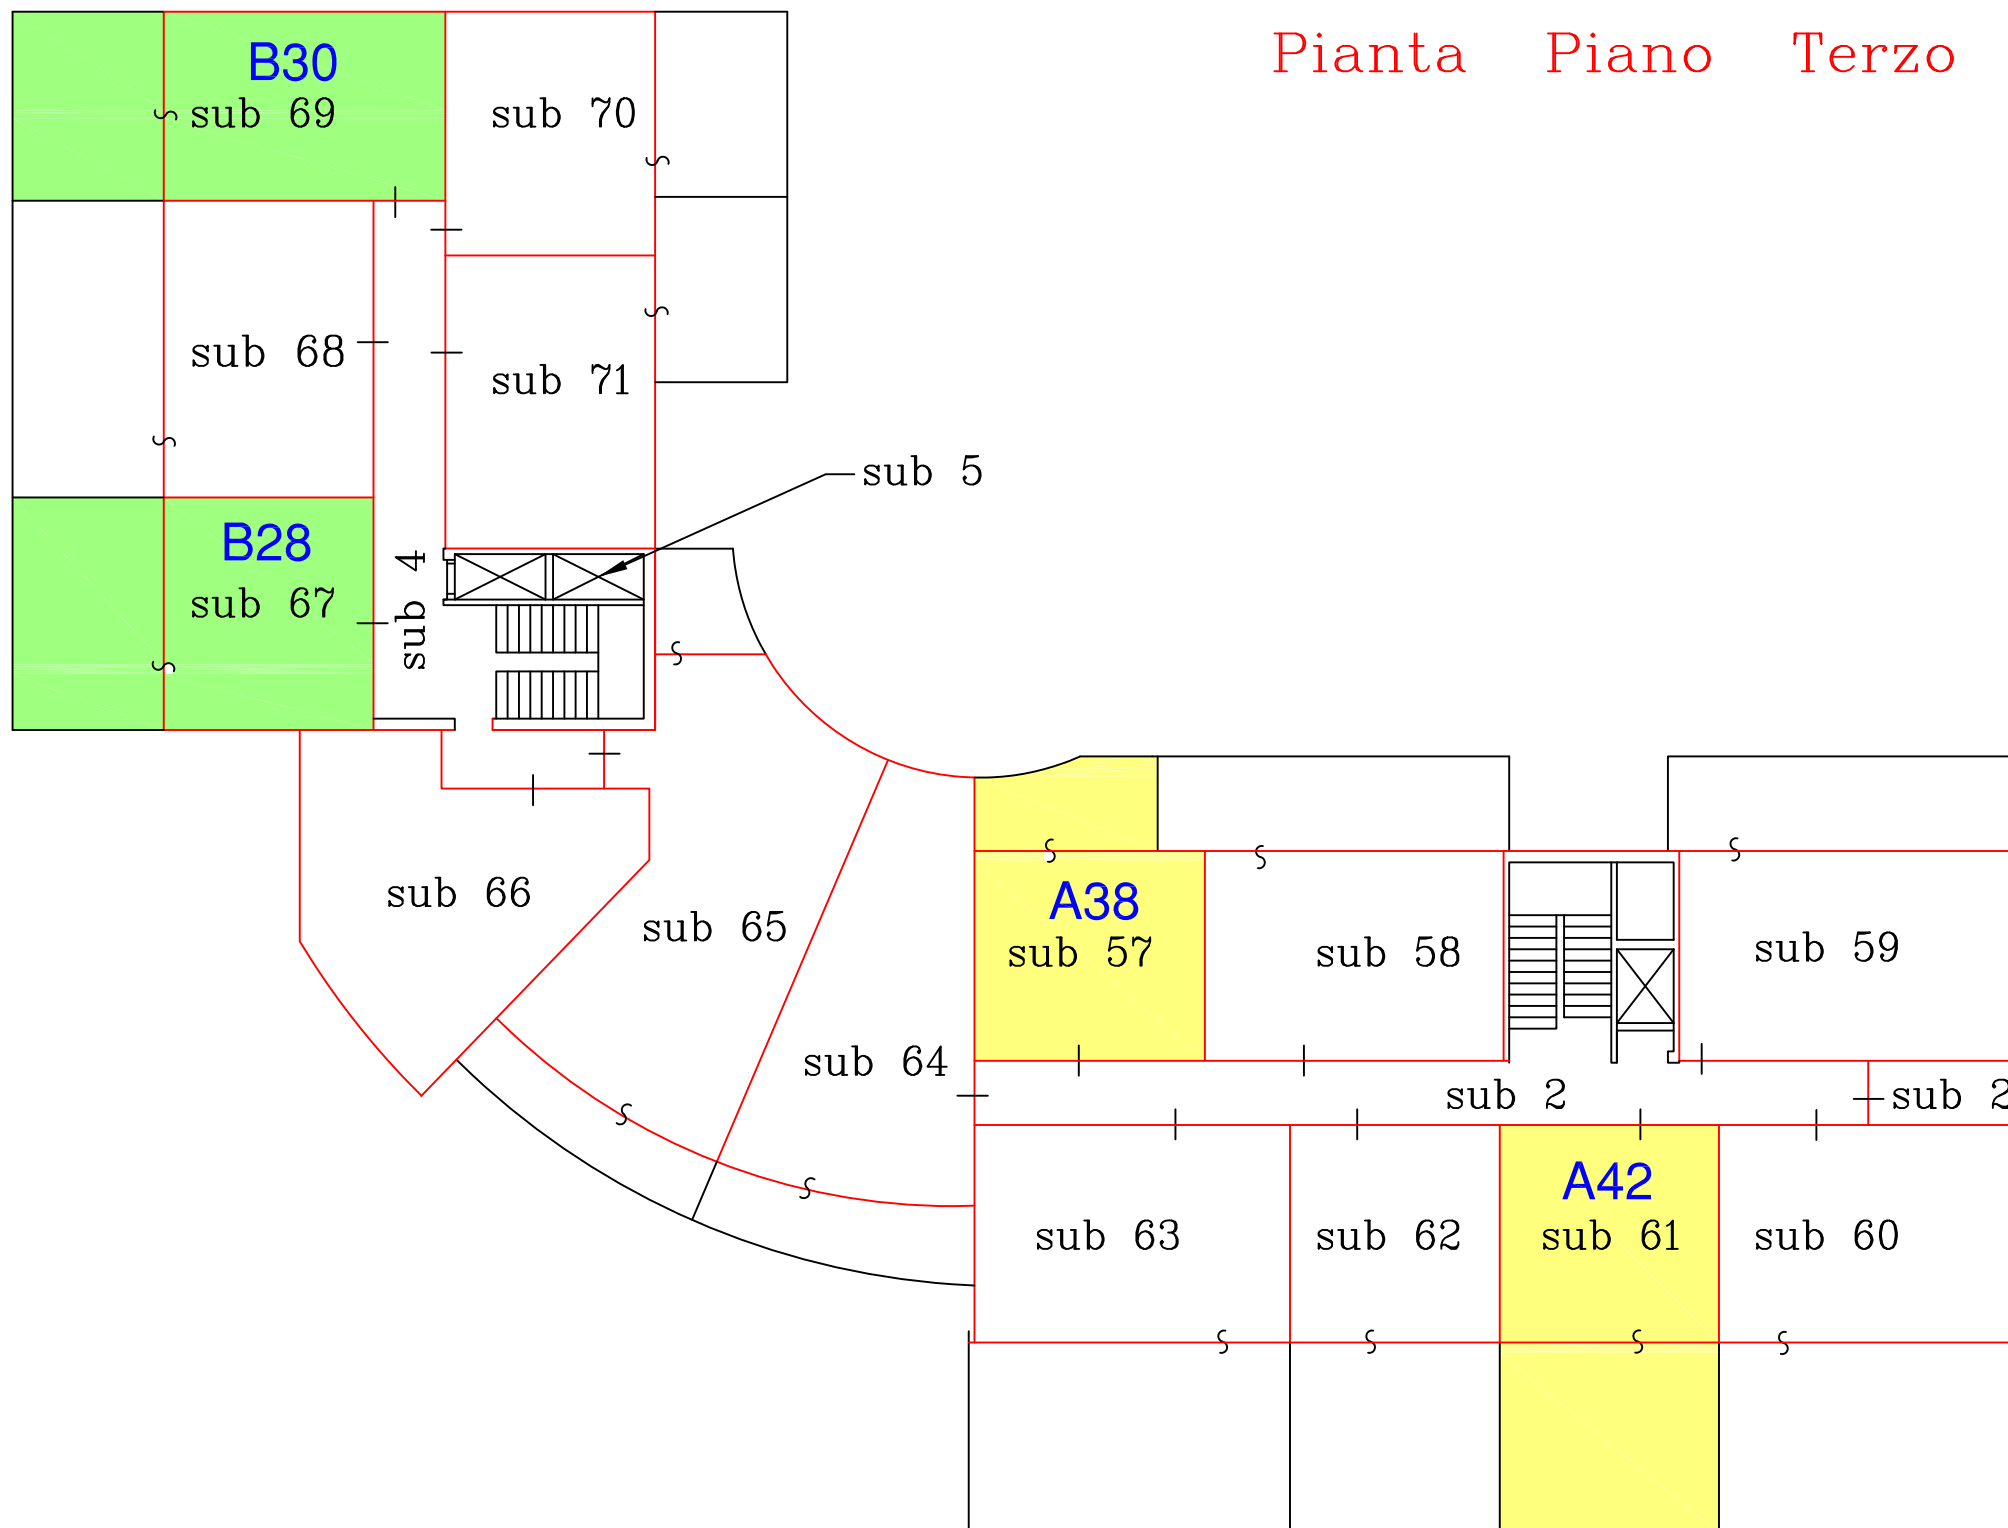 Pianta Piano Terzo
B30
sub 69
sub 70
sub 68
sub 71
sub 5
B28
sub 67
sub 4
sub 66
sub 65
sub 64
A38
sub 57
sub 58
sub 59
sub 2
sub 2
A42
sub 63
sub 62
sub 61
sub 60